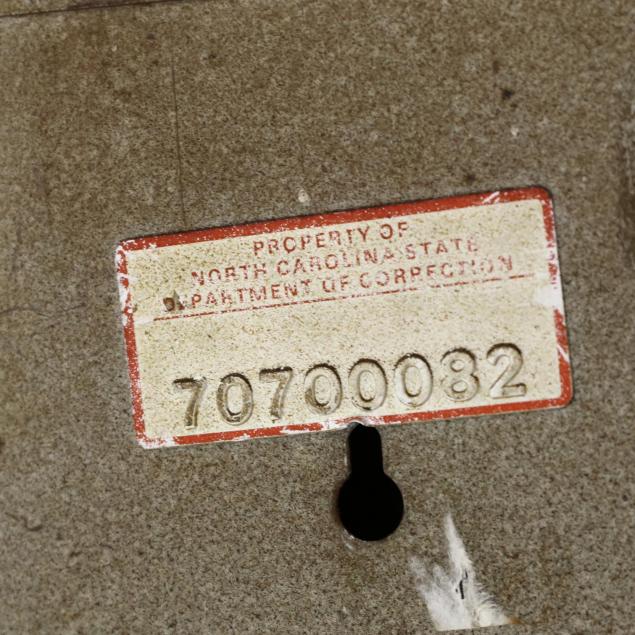 PROPERTY OF
NORTH CAROLINA STATE
DEPARTMENT OF CORRECTION
70700082